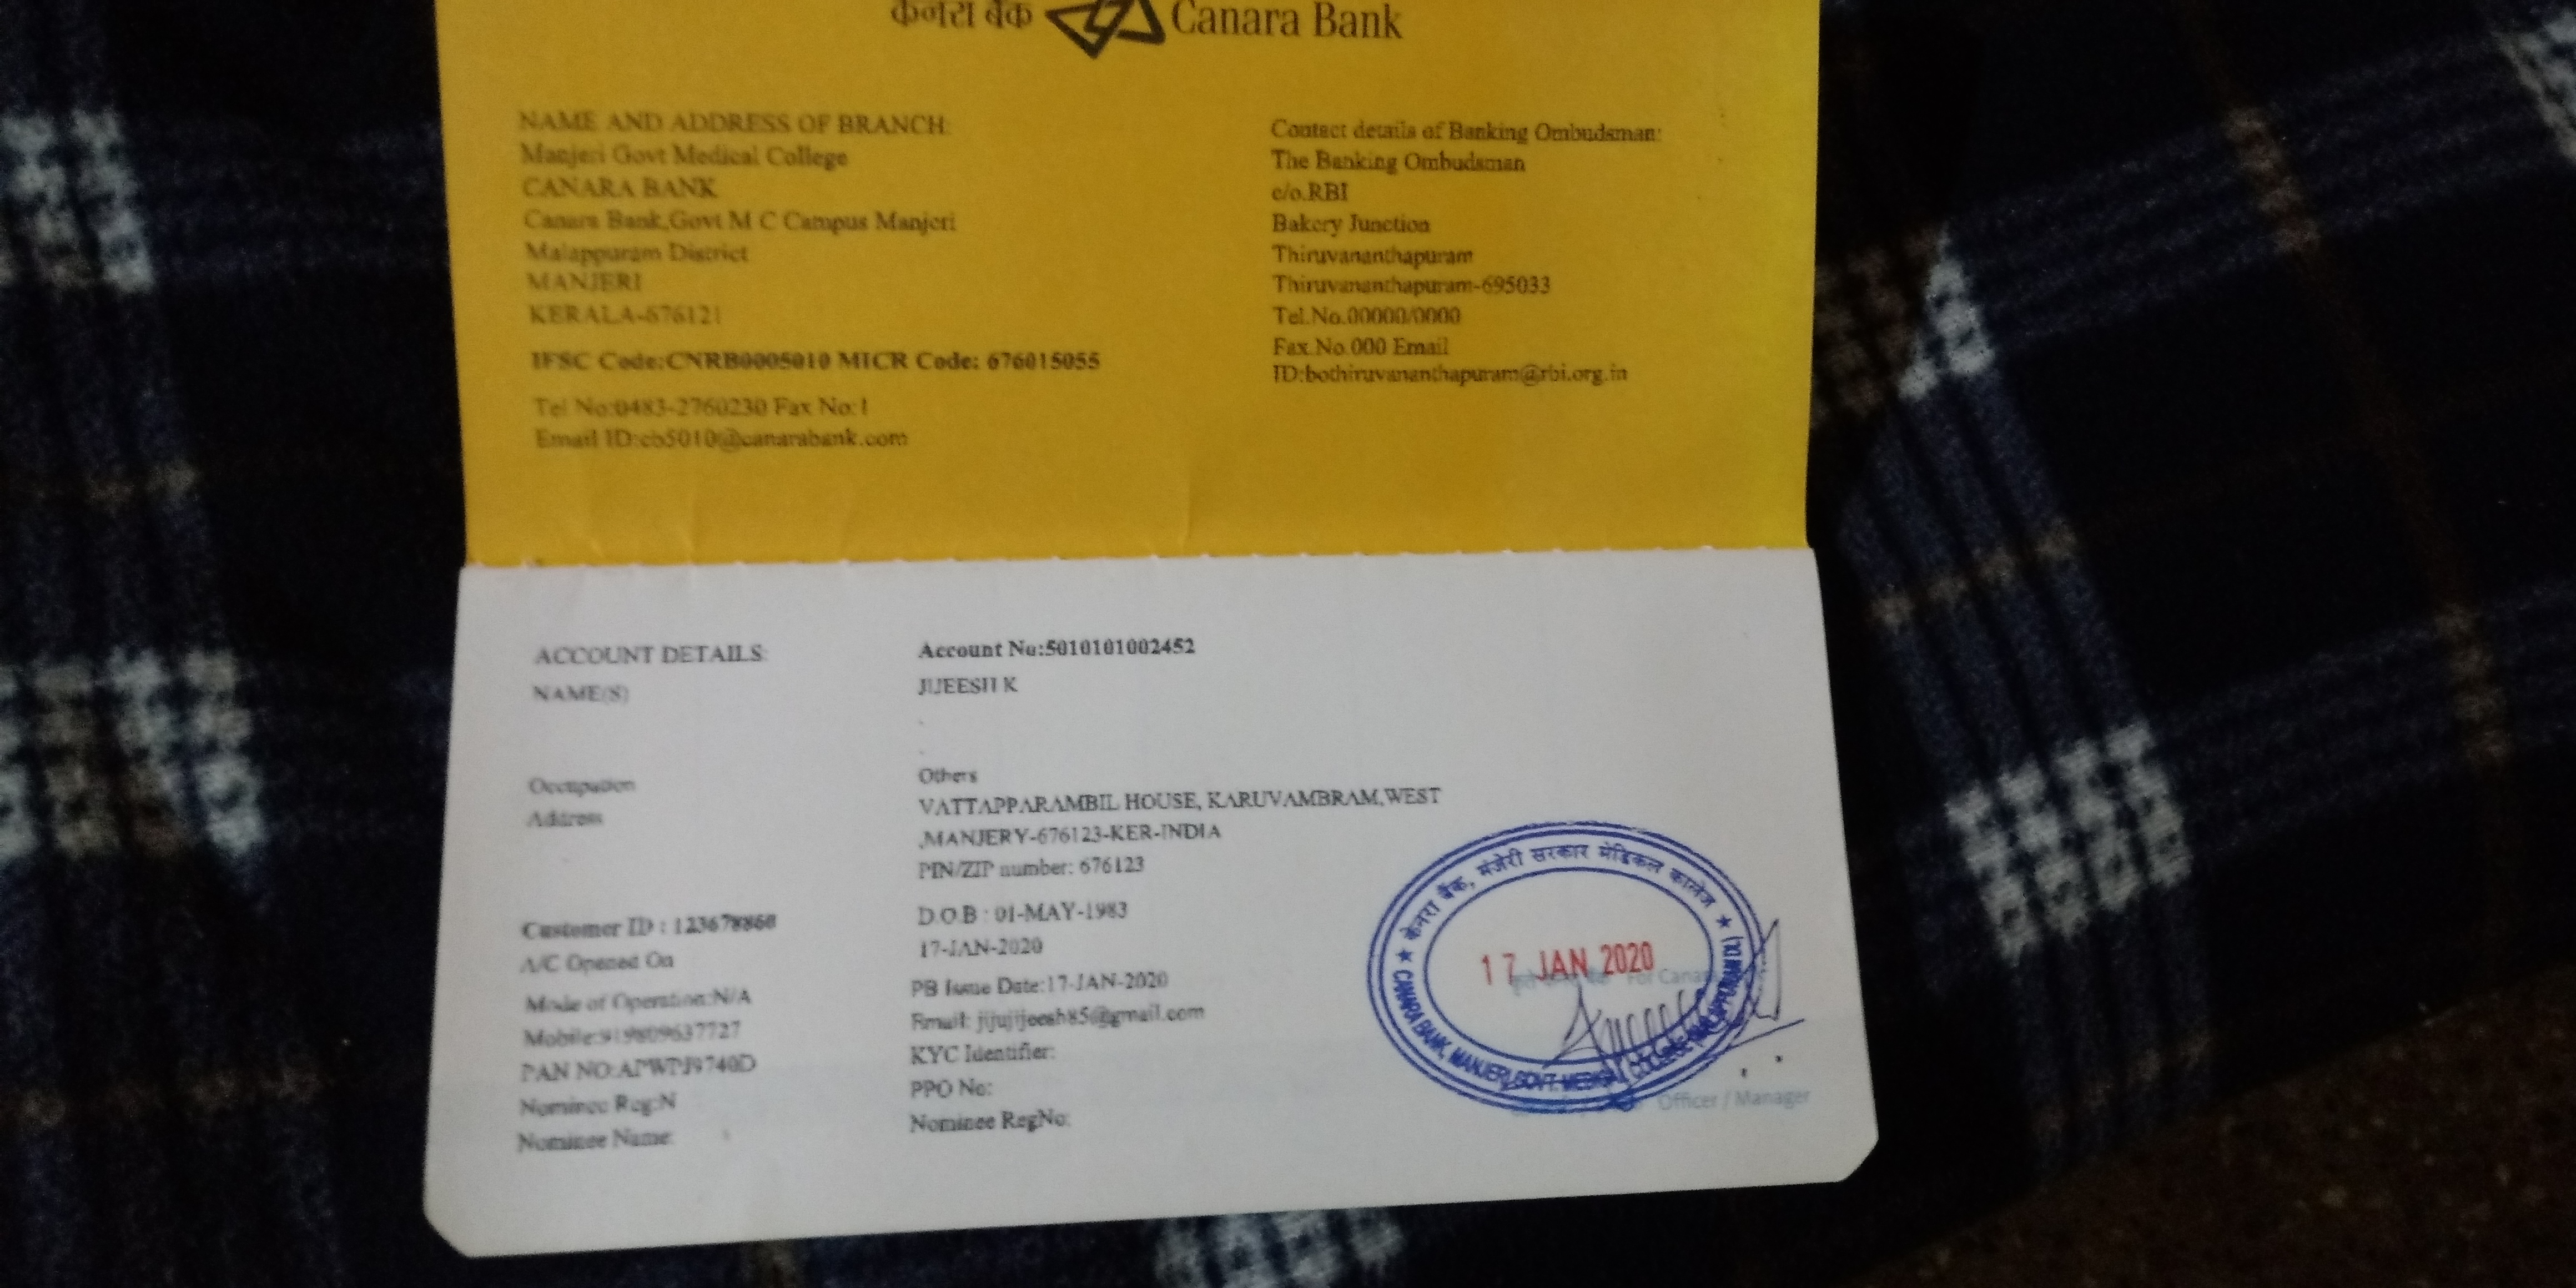 केनरा बैंक Canara Bank
NAME AND ADDRESS OF BRANCH:
Manjeri Govt Medical College
CANARA BANK
Canara Bank,Govt M C Campus Manjeri
Malappuram District
MANJERI
KERALA-676121
IFSC Code:CNRB0005010 MICR Code: 676015055
Tel No:0483-2760230 Fax No:1
Email ID:cb5010@canarabank.com
Contact details of Banking Ombudsman:
The Banking Ombudsman
c/o.RBI
Bakery Junction
Thiruvananthapuram
Thiruvananthapuram-695033
Tel.No.00000/0000
Fax.No.000 Email
ID:bothiruvananthapuram@rbi.org.in
ACCOUNT DETAILS: Account No:5010101002452
NAME(S) JIJEESH K
Occupation Others
Address VATTAPPARAMBIL HOUSE, KARUVAMBRAM,WEST
,MANJERY-676123-KER-INDIA
PIN/ZIP number: 676123
Customer ID : 123678860 D.O.B : 01-MAY-1983
A/C Opened On 17-JAN-2020
Mode of Operation:N/A PB Issue Date:17-JAN-2020
Mobile:919809637727 Email: jijujijeesh85@gmail.com
PAN NO:APWPJ9740D KYC Identifier:
Nominee Reg:N PPO No:
Nominee Name: Nominee RegNo:
केनरा बैंक, मंजेरी सरकार मेडिकल कालेज
17 JAN 2020
For Canara
CANARA BANK, MANJERI GOVT. MEDICAL COLLEGE MALAPPURAM (Dt)
Officer / Manager